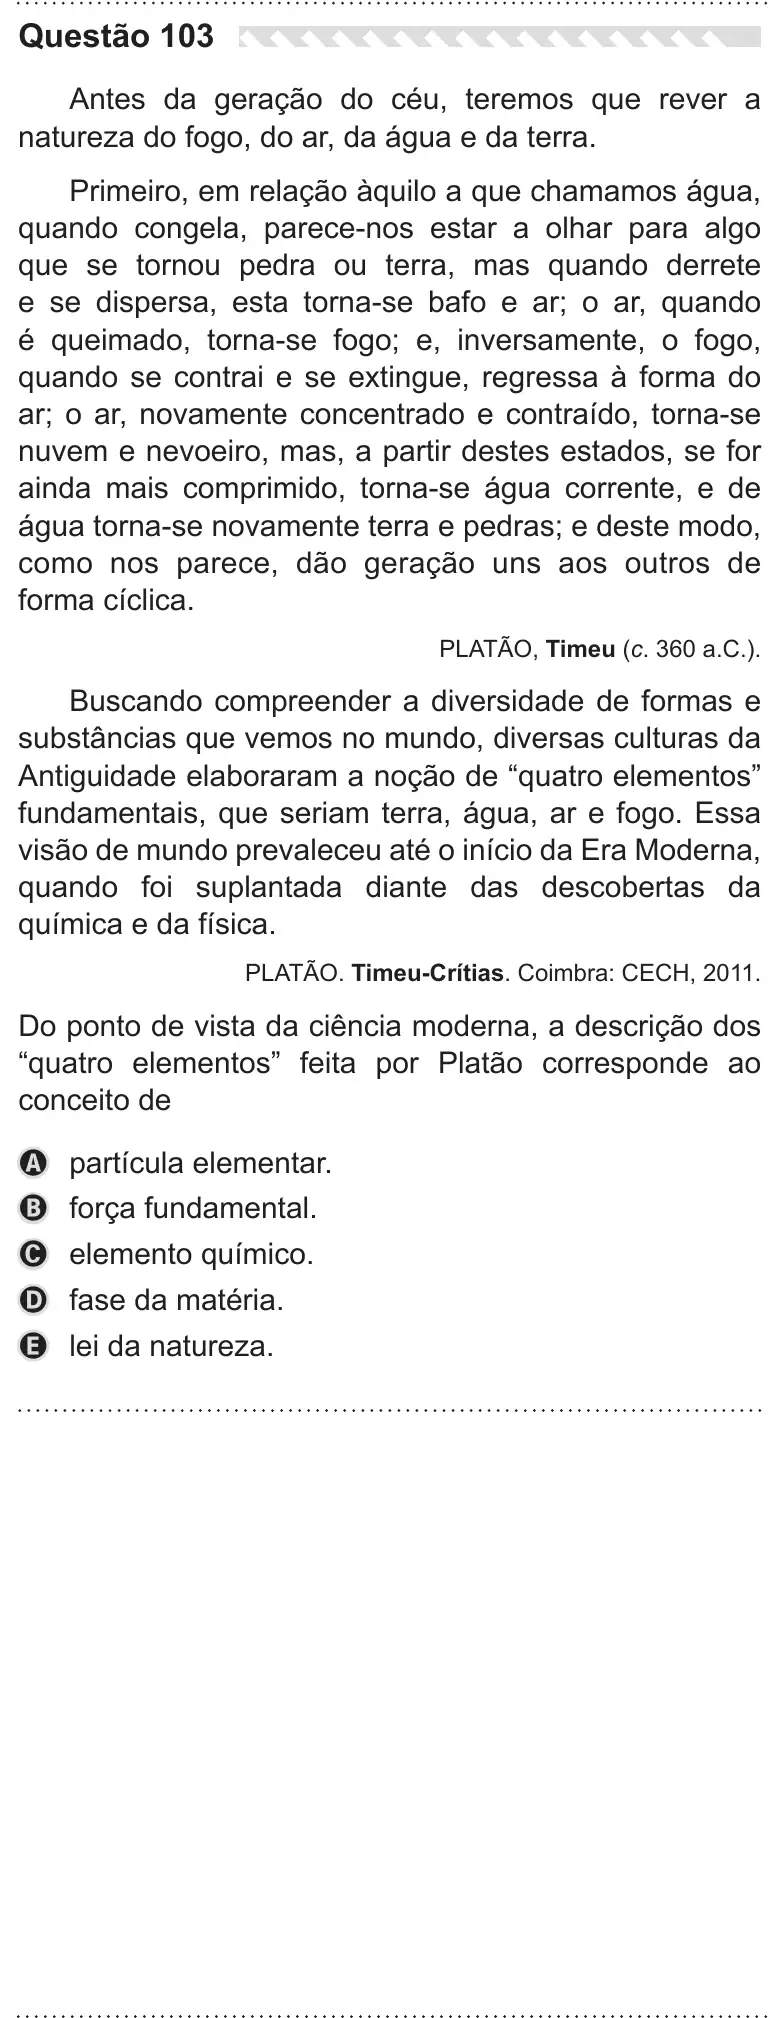 Questão 103
Antes da geração do céu, teremos que rever a
natureza do fogo, do ar, da água e da terra.
Primeiro, em relação àquilo a que chamamos água,
quando congela, parece-nos estar a olhar para algo
que se tornou pedra ou terra, mas quando derrete
e se dispersa, esta torna-se bafo e ar; o ar, quando
é queimado, torna-se fogo; e, inversamente, o fogo,
quando se contrai e se extingue, regressa à forma do
ar; o ar, novamente concentrado e contraído, torna-se
nuvem e nevoeiro, mas, a partir destes estados, se for
ainda mais comprimido, torna-se água corrente, e de
água torna-se novamente terra e pedras; e deste modo,
como nos parece, dão geração uns aos outros de
forma cíclica.
PLATÃO, Timeu (c. 360 a.C.).
Buscando compreender a diversidade de formas e
substâncias que vemos no mundo, diversas culturas da
Antiguidade elaboraram a noção de “quatro elementos”
fundamentais, que seriam terra, água, ar e fogo. Essa
visão de mundo prevaleceu até o início da Era Moderna,
quando foi suplantada diante das descobertas da
química e da física.
PLATÃO. Timeu-Crítias. Coimbra: CECH, 2011.
Do ponto de vista da ciência moderna, a descrição dos
“quatro elementos” feita por Platão corresponde ao
conceito de
A partícula elementar.
B força fundamental.
C elemento químico.
D fase da matéria.
E lei da natureza.